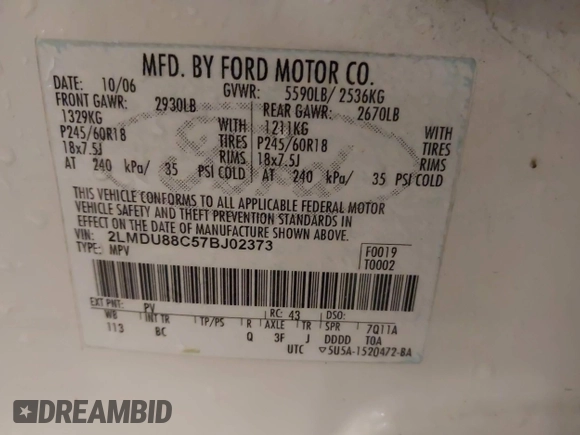 MFD. BY FORD MOTOR CO.
DATE: 10/06 GVWR: 5590LB/ 2536KG
FRONT GAWR: 2930LB REAR GAWR: 2670LB
1329KG WITH 1211KG WITH
P245/60R18 TIRES P245/60R18 TIRES
18x7.5J RIMS 18x7.5J RIMS
AT 240 kPa/ 35 PSI COLD AT 240 kPa/ 35 PSI COLD
Ford
THIS VEHICLE CONFORMS TO ALL APPLICABLE FEDERAL MOTOR
VEHICLE SAFETY AND THEFT PREVENTION STANDARDS IN
EFFECT ON THE DATE OF MANUFACTURE SHOWN ABOVE.
VIN: 2LMDU88C57BJ02373 F0019
TYPE: MPV T0002
EXT PNT: PV RC: 43 DSO:
WB INT TR TP/PS R AXLE TR SPR 7Q11A
113 BC Q 3F J DDDD T0A
UTC ▽5U5A-1520472-BA
DREAMBID